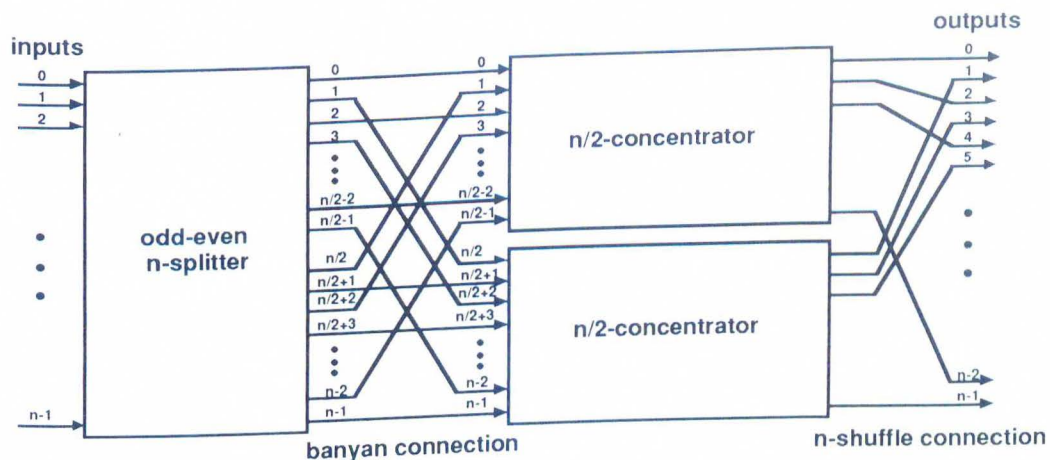 inputs
outputs
0
1
2
n-1
odd-even
n-splitter
0
1
2
3
n/2-2
n/2-1
n/2
n/2+1
n/2+2
n/2+3
n-2
n-1
banyan connection
0
1
2
3
n/2-2
n/2-1
n/2
n/2+1
n/2+2
n/2+3
n-2
n-1
n/2-concentrator
n/2-concentrator
0
1
2
3
4
5
n-2
n-1
n-shuffle connection